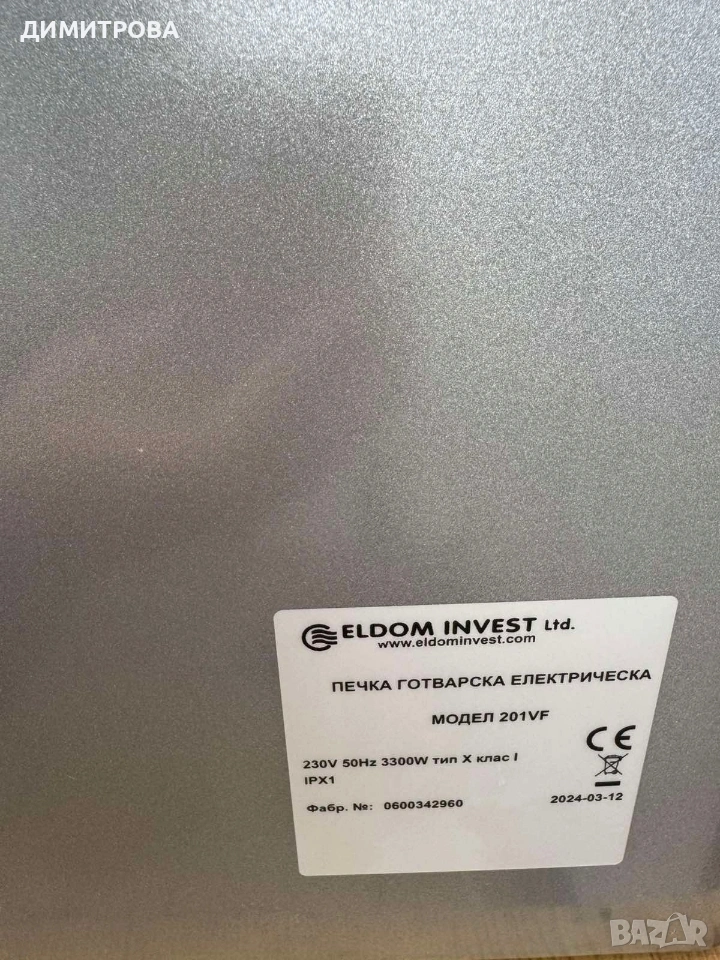 ДИМИТРОВА
ELDOM INVEST Ltd.
www.eldominvest.com
ПЕЧКА ГОТВАРСКА ЕЛЕКТРИЧЕСКА
МОДЕЛ 201VF
230V 50Hz 3300W тип X клас I
IPX1
Фабр. №: 0600342960
2024-03-12
BAZAR